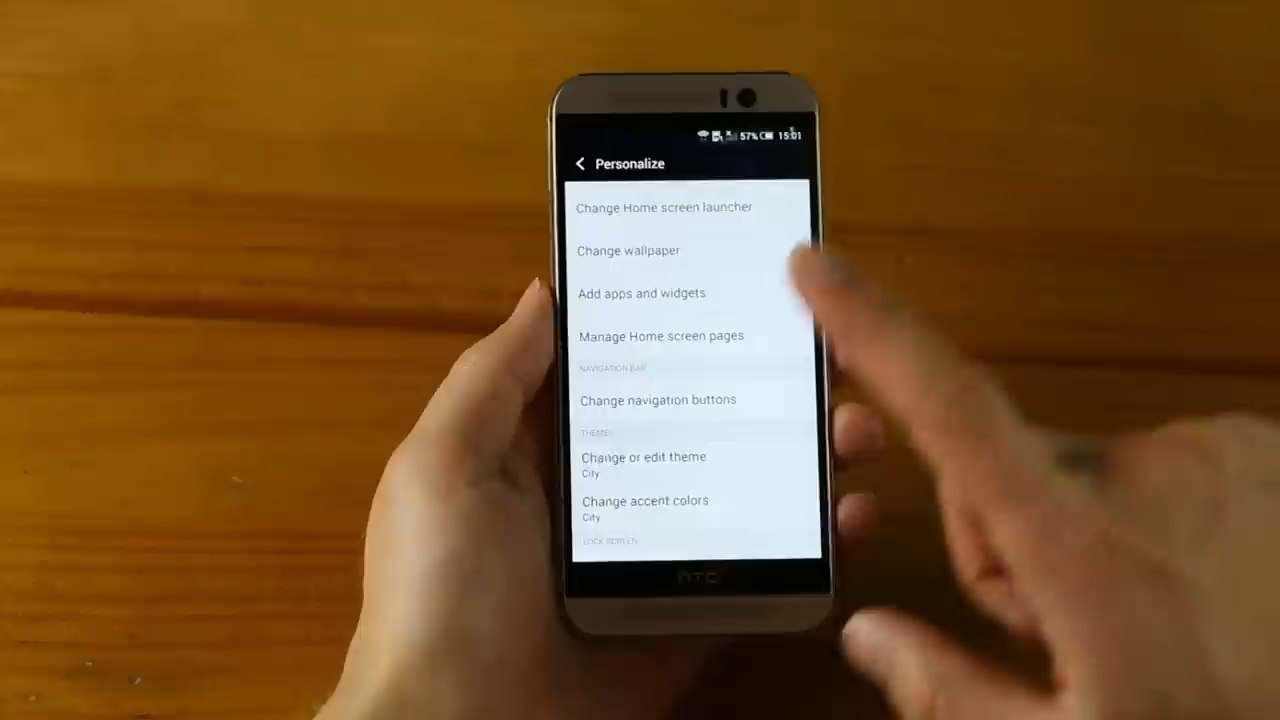 57% 15:01
Personalize
Change Home screen launcher
Change wallpaper
Add apps and widgets
Manage Home screen pages
NAVIGATION BAR
Change navigation buttons
THEME
Change or edit theme
City
Change accent colors
City
LOCK SCREEN
hTC